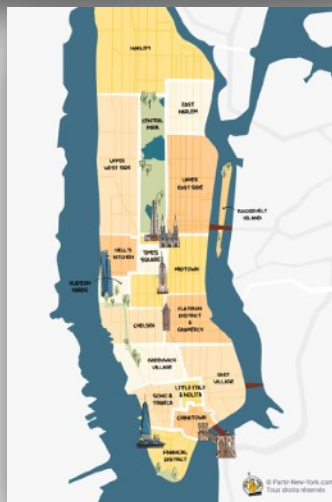 HARLEM
EAST
HARLEM
CENTRAL
PARK
UPPER
WEST SIDE
UPPER
EAST SIDE
ROOSEVELT
ISLAND
HELL'S
KITCHEN
TIMES
SQUARE
MIDTOWN
HUDSON
YARDS
CHELSEA
FLATIRON
DISTRICT
& GRAMERCY
GREENWICH
VILLAGE
EAST
VILLAGE
LITTLE ITALY
& NOLITA
SOHO &
TRIBECA
CHINATOWN
FINANCIAL
DISTRICT
© Partir-New-York.com
Tous droits réservés